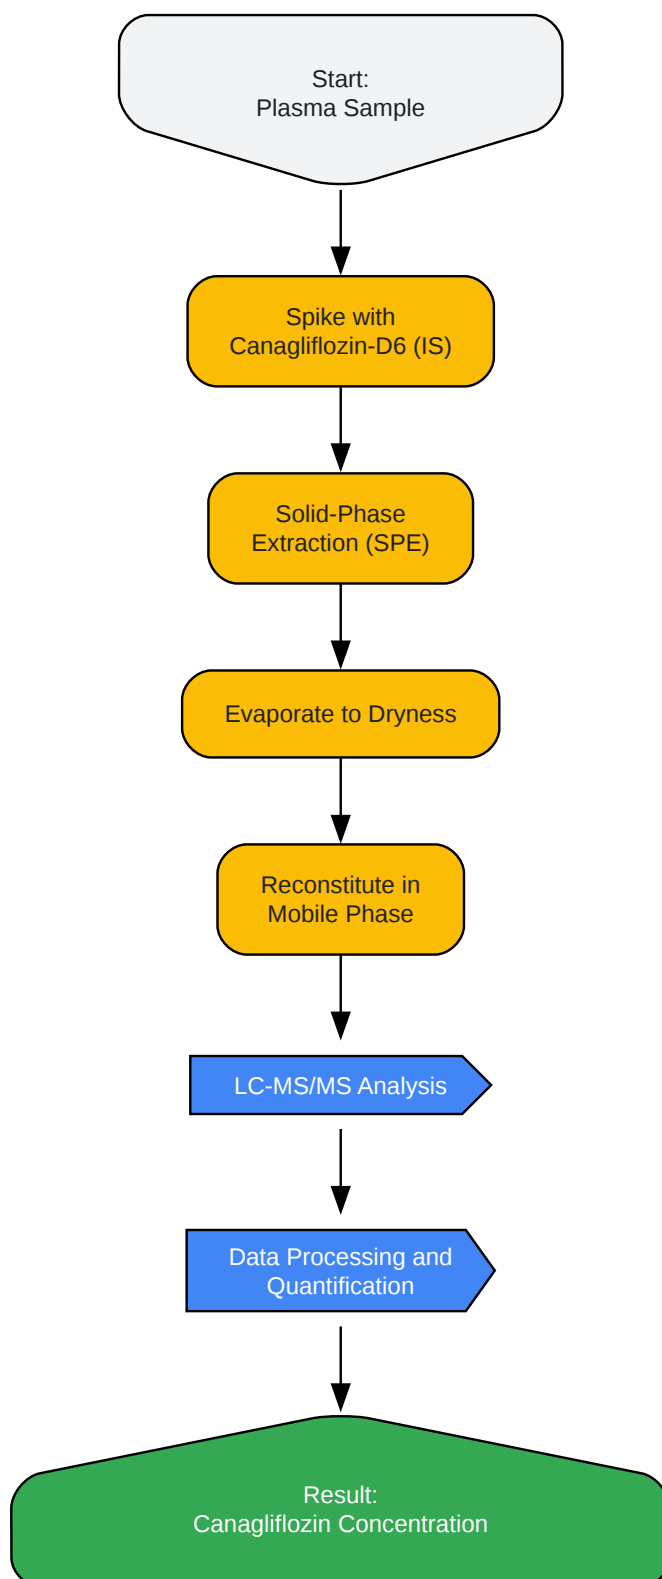 Start:
Plasma Sample
Spike with
Canagliflozin-D6 (IS)
Solid-Phase
Extraction (SPE)
Evaporate to Dryness
Reconstitute in
Mobile Phase
LC-MS/MS Analysis
Data Processing and
Quantification
Result:
Canagliflozin Concentration